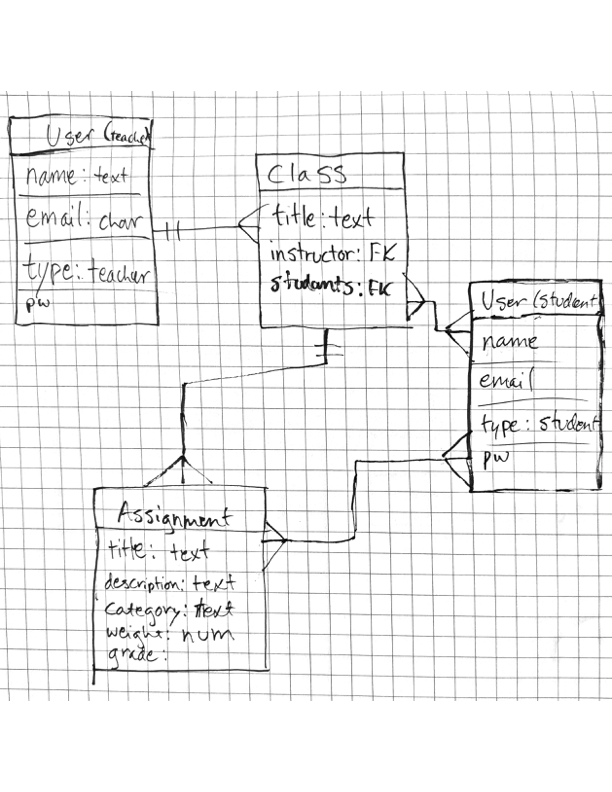 User (teacher)
name: text
email: char
type: teacher
pw
Class
title: text
instructor: FK
students: FK
User (student
name
email
type: student
pw
Assignment
title: text
description: text
category: text
weight: num
grade: